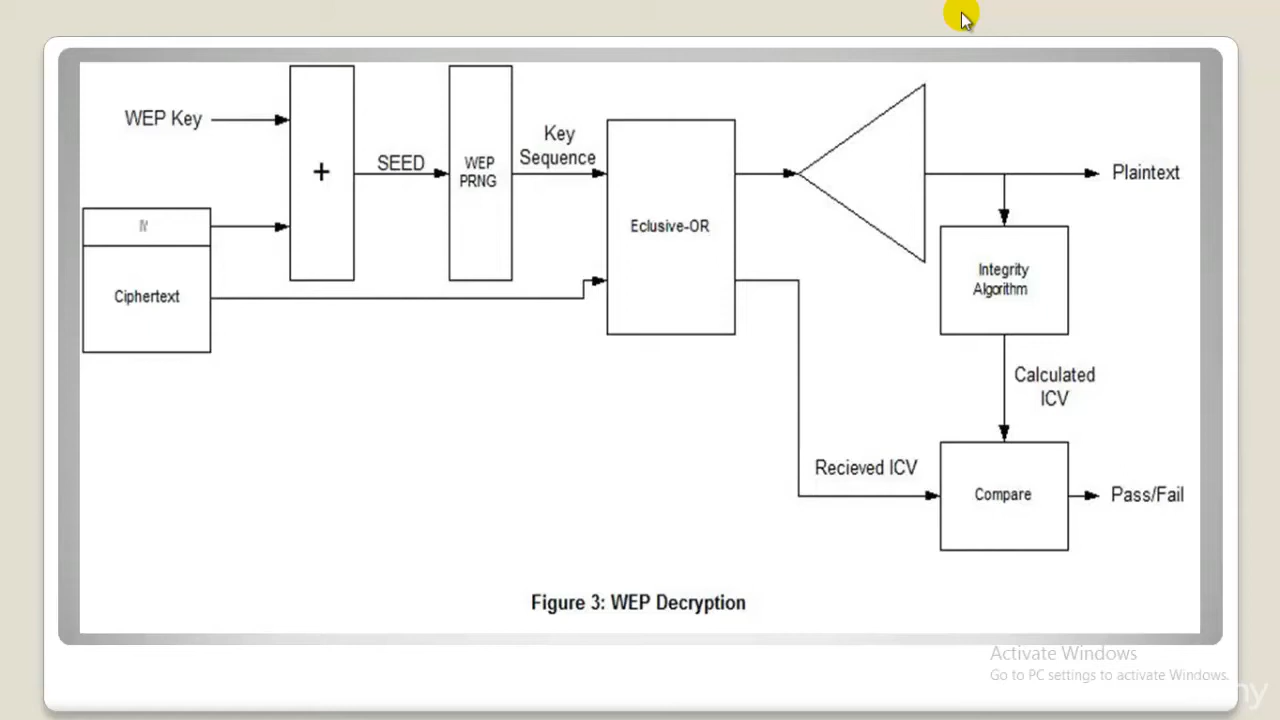 WEP Key
+
SEED
WEP
PRNG
Key
Sequence
IV
Ciphertext
Eclusive-OR
Plaintext
Integrity
Algorithm
Calculated
ICV
Recieved ICV
Compare
Pass/Fail
Figure 3: WEP Decryption
Activate Windows
Go to PC settings to activate Windows.